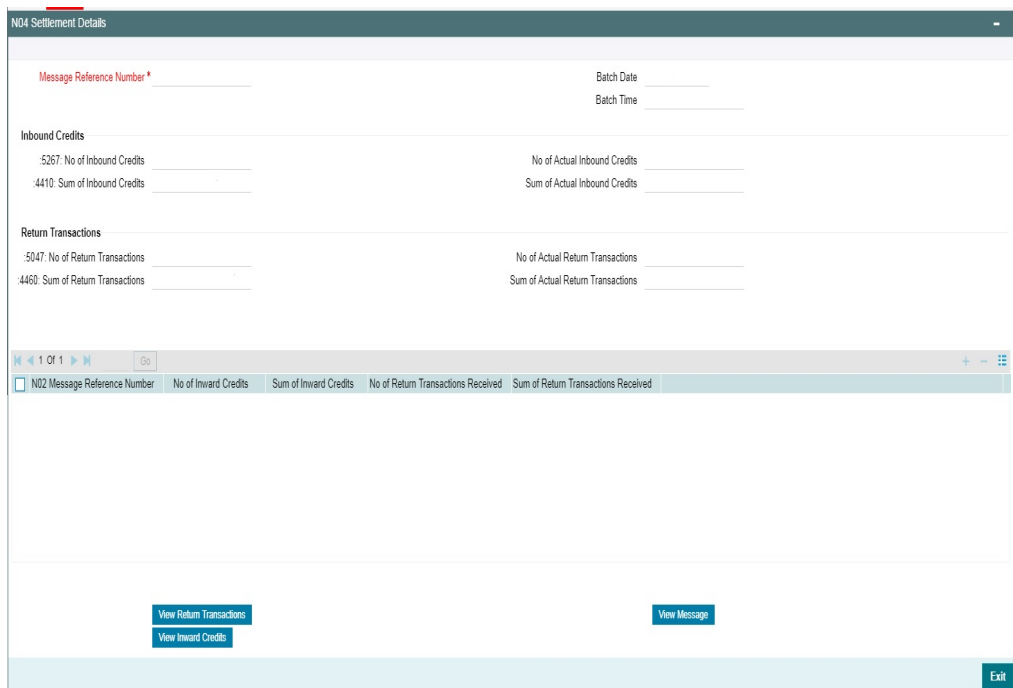 N04 Settlement Details
Message Reference Number * Batch Date
Batch Time
Inbound Credits
:5267: No of Inbound Credits No of Actual Inbound Credits
:4410: Sum of Inbound Credits Sum of Actual Inbound Credits
Return Transactions
:5047: No of Return Transactions No of Actual Return Transactions
:4460: Sum of Return Transactions Sum of Actual Return Transactions
1 Of 1 Go
N02 Message Reference Number No of Inward Credits Sum of Inward Credits No of Return Transactions Received Sum of Return Transactions Received
View Return Transactions View Message
View Inward Credits
Exit